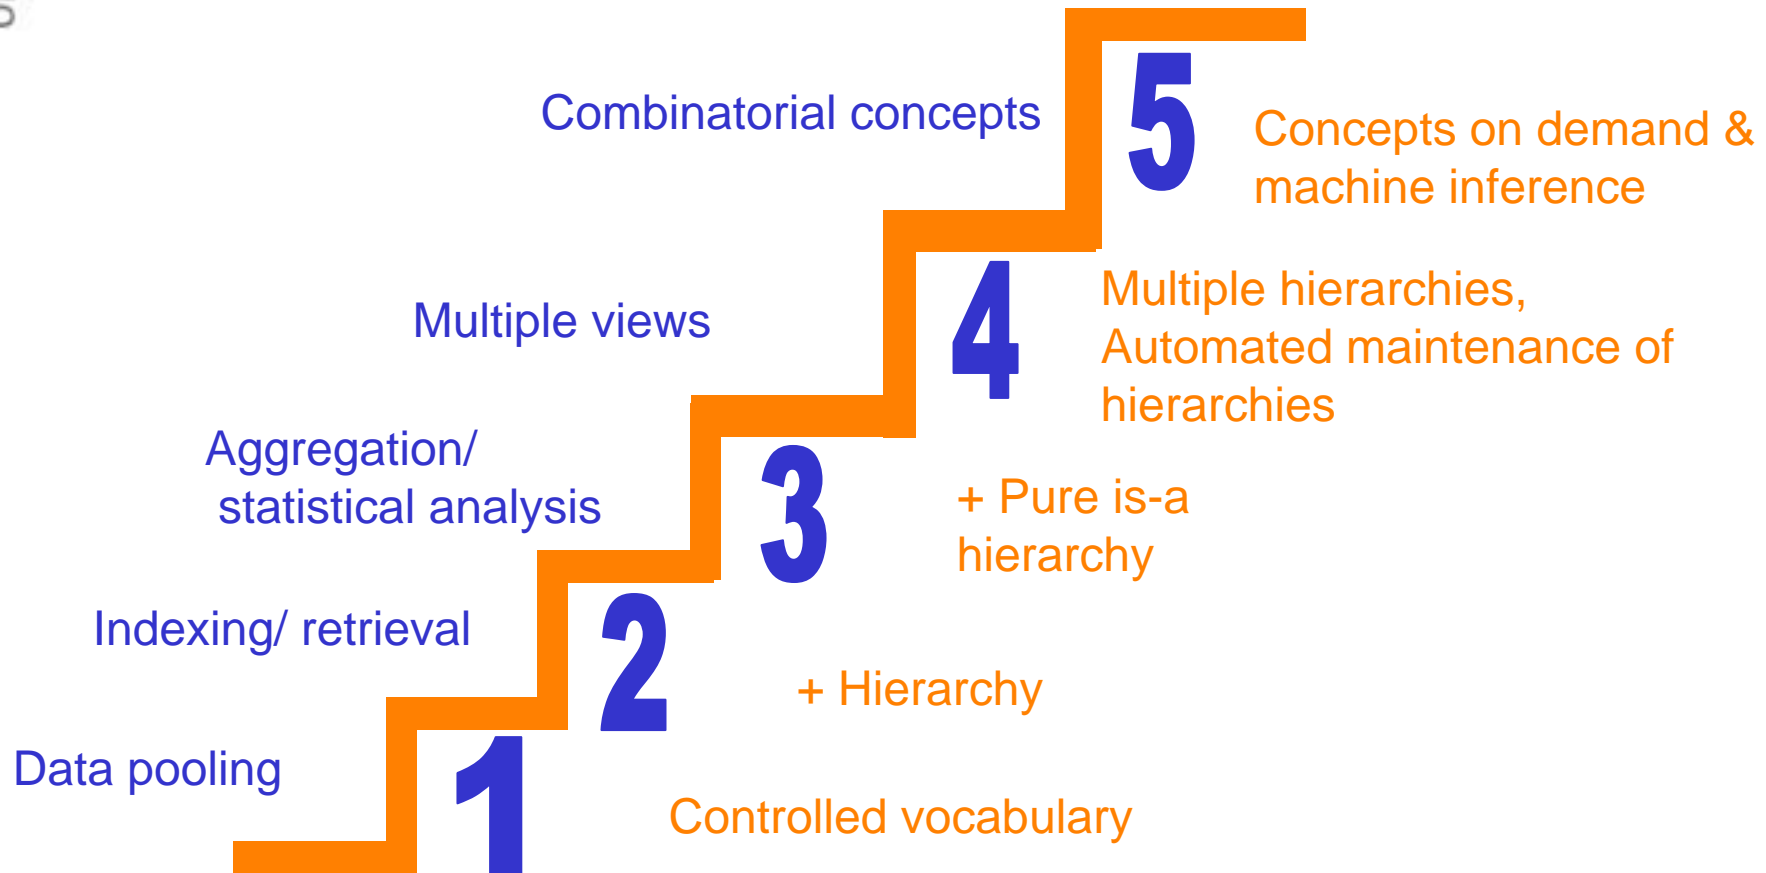 Combinatorial concepts
5
Concepts on demand &
machine inference
Multiple views
4
Multiple hierarchies,
Automated maintenance of
hierarchies
Aggregation/
statistical analysis
3
+ Pure is-a
hierarchy
Indexing/ retrieval
2
+ Hierarchy
Data pooling
1
Controlled vocabulary